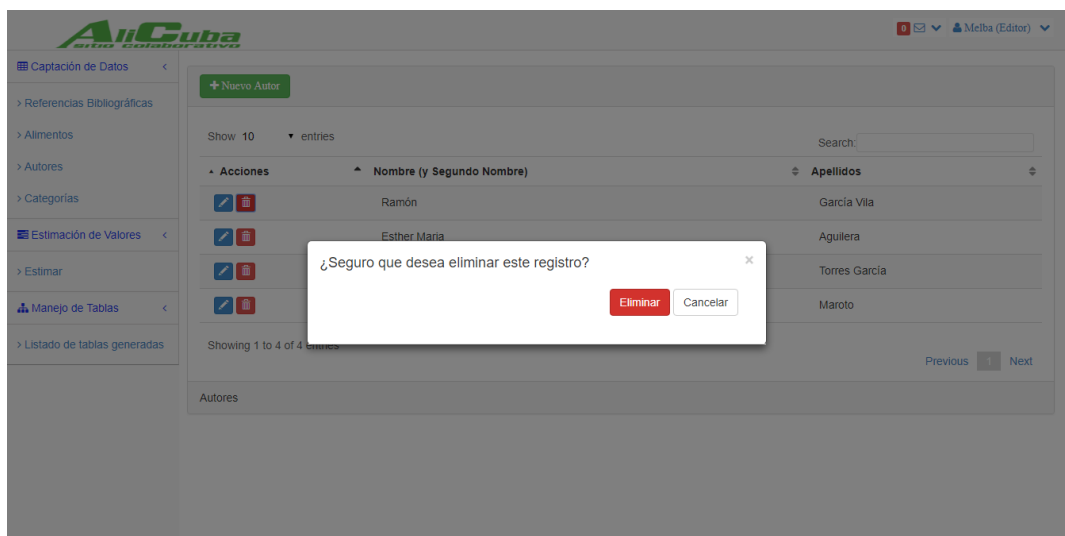 AliCuba
sitio colaborativo
0 Melba (Editor)
Captación de Datos
> Referencias Bibliográficas
> Alimentos
> Autores
> Categorías
Estimación de Valores
> Estimar
Manejo de Tablas
> Listado de tablas generadas
+ Nuevo Autor
Show 10 entries
Search:
Acciones Nombre (y Segundo Nombre) Apellidos
Ramón García Vila
Esther Maria Aguilera
Torres García
Maroto
¿Seguro que desea eliminar este registro? ×
Eliminar Cancelar
Showing 1 to 4 of 4 entries
Previous 1 Next
Autores